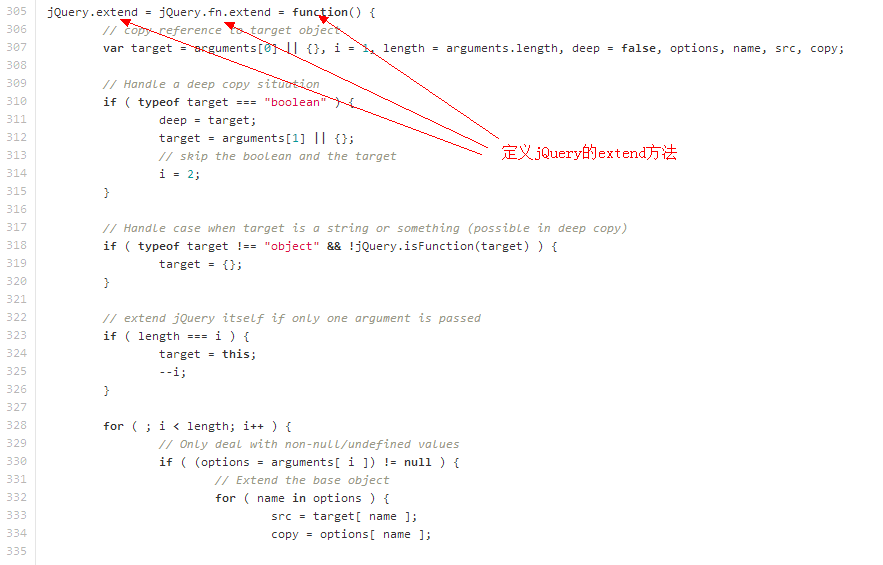 305 jQuery.extend = jQuery.fn.extend = function() {
306 // copy reference to target object
307 var target = arguments[0] || {}, i = 1, length = arguments.length, deep = false, options, name, src, copy;
308
309 // Handle a deep copy situation
310 if ( typeof target === "boolean" ) {
311 deep = target;
312 target = arguments[1] || {};
定义jQuery的extend方法
313 // skip the boolean and the target
314 i = 2;
315 }
316
317 // Handle case when target is a string or something (possible in deep copy)
318 if ( typeof target !== "object" && !jQuery.isFunction(target) ) {
319 target = {};
320 }
321
322 // extend jQuery itself if only one argument is passed
323 if ( length === i ) {
324 target = this;
325 --i;
326 }
327
328 for ( ; i < length; i++ ) {
329 // Only deal with non-null/undefined values
330 if ( (options = arguments[ i ]) != null ) {
331 // Extend the base object
332 for ( name in options ) {
333 src = target[ name ];
334 copy = options[ name ];
335